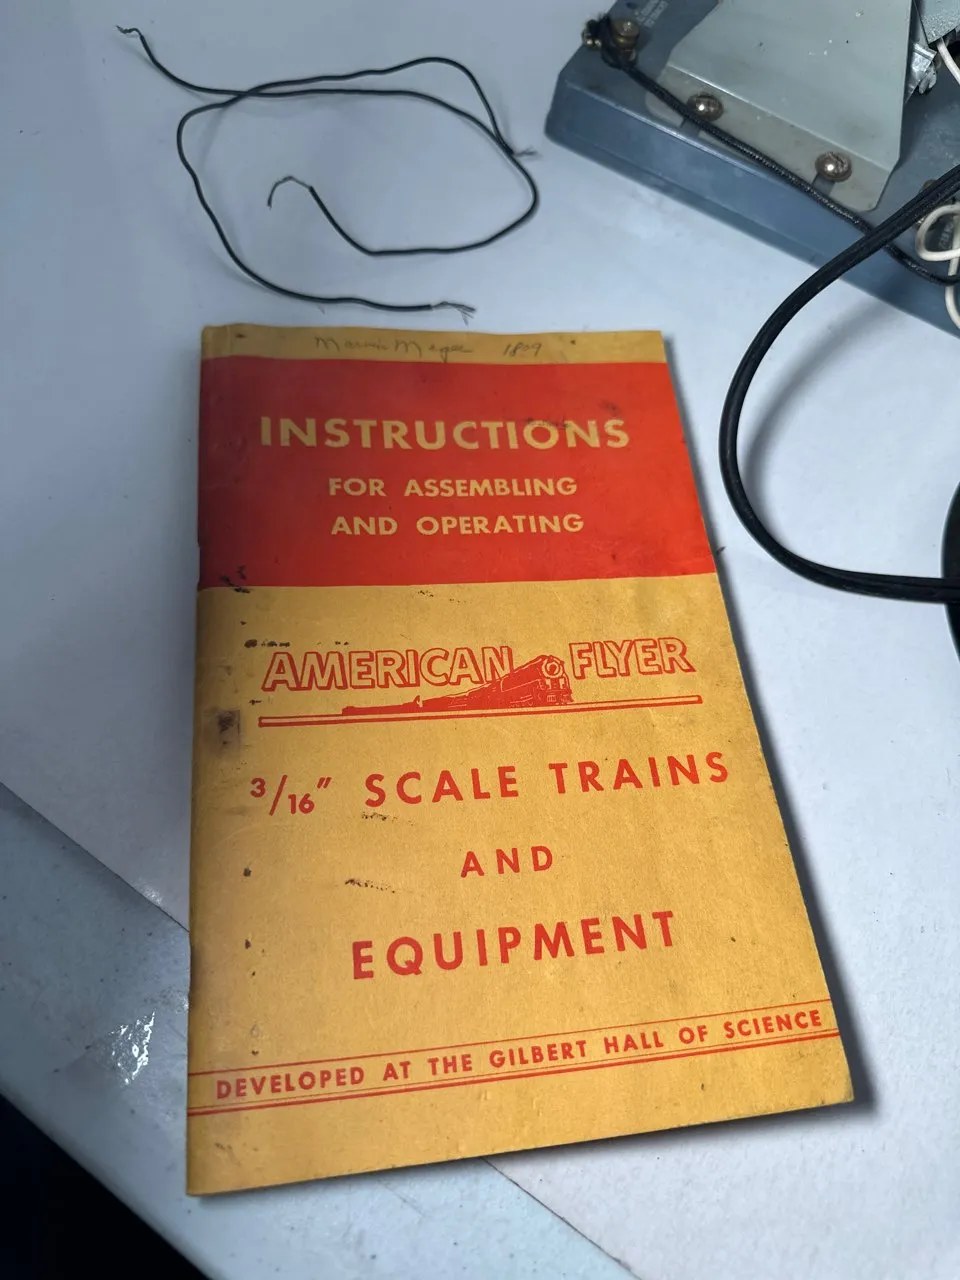 1809
INSTRUCTIONS
FOR ASSEMBLING
AND OPERATING
AMERICAN FLYER
3/16" SCALE TRAINS
AND
EQUIPMENT
DEVELOPED AT THE GILBERT HALL OF SCIENCE